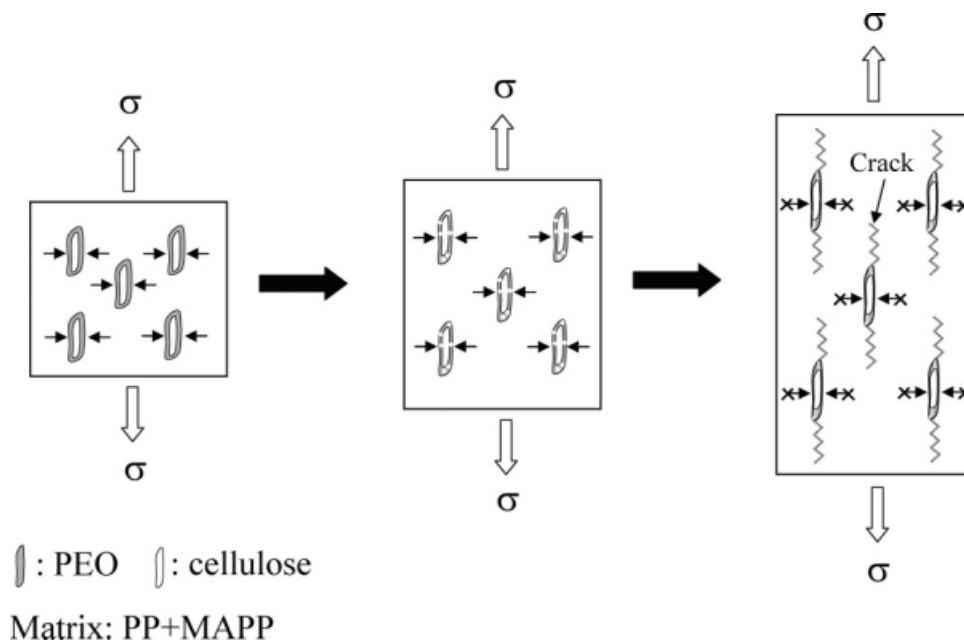 σ
σ
σ
Crack
σ
σ
σ
: PEO : cellulose
Matrix: PP+MAPP